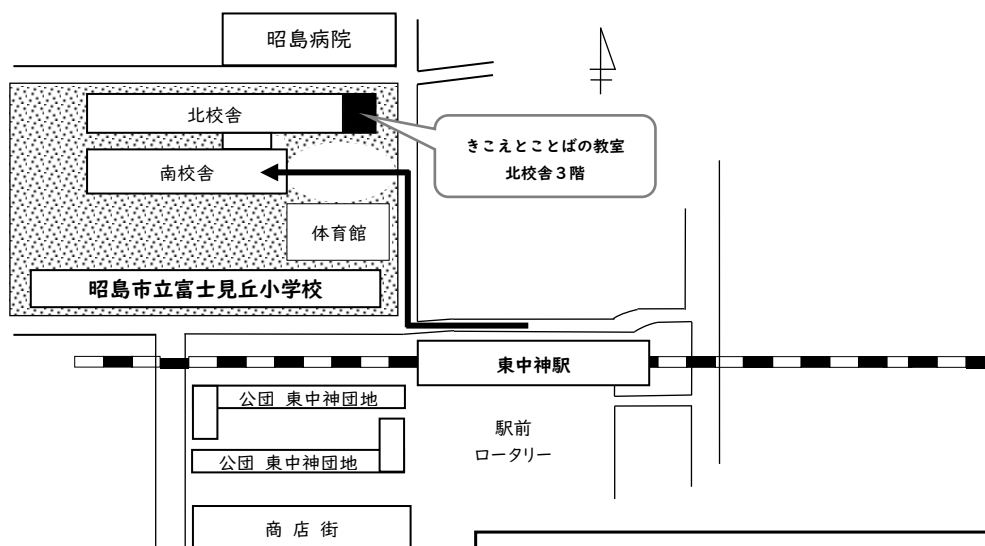 昭島病院
北校舎
きこえとことばの教室
北校舎３階
南校舎
体育館
昭島市立富士見丘小学校
東中神駅
公団 東中神団地
駅前
ロータリー
公団 東中神団地
商 店 街